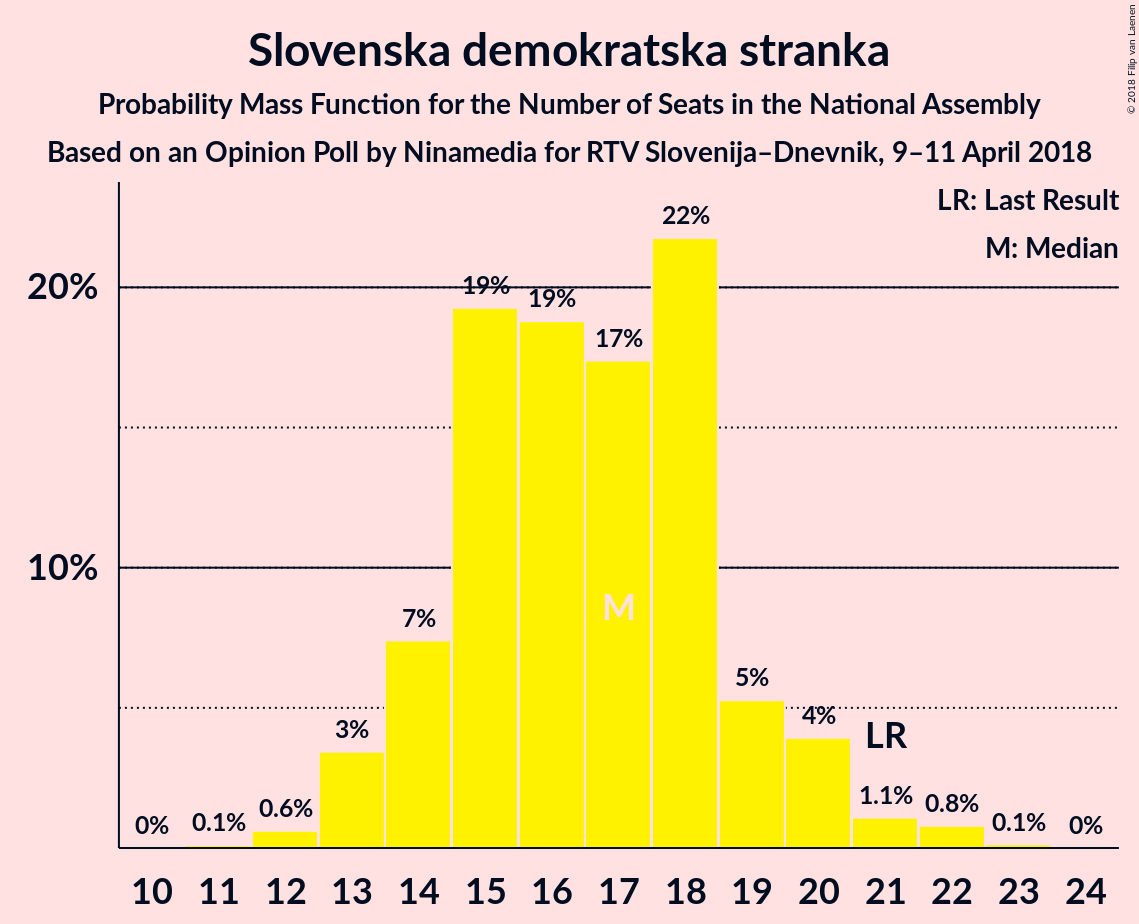 Slovenska demokratska stranka
Probability Mass Function for the Number of Seats in the National Assembly
Based on an Opinion Poll by Ninamedia for RTV Slovenija–Dnevnik, 9–11 April 2018
© 2018 Filip van Laenen
LR: Last Result
M: Median
20%
10%
0%
0.1%
0.6%
3%
7%
19%
19%
17%
22%
5%
4%
1.1%
0.8%
0.1%
0%
M
LR
10 11 12 13 14 15 16 17 18 19 20 21 22 23 24